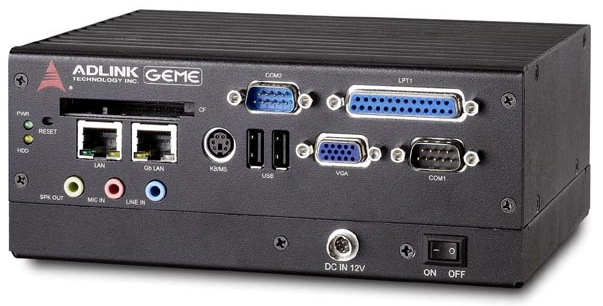 ADLINK
TECHNOLOGY INC.
GEME
COM2
LPT1
CF
PWR
RESET
HDD
LAN
Gb LAN
KB/MS
USB
VGA
COM1
SPK OUT
MIC IN
LINE IN
DC IN 12V
ON OFF